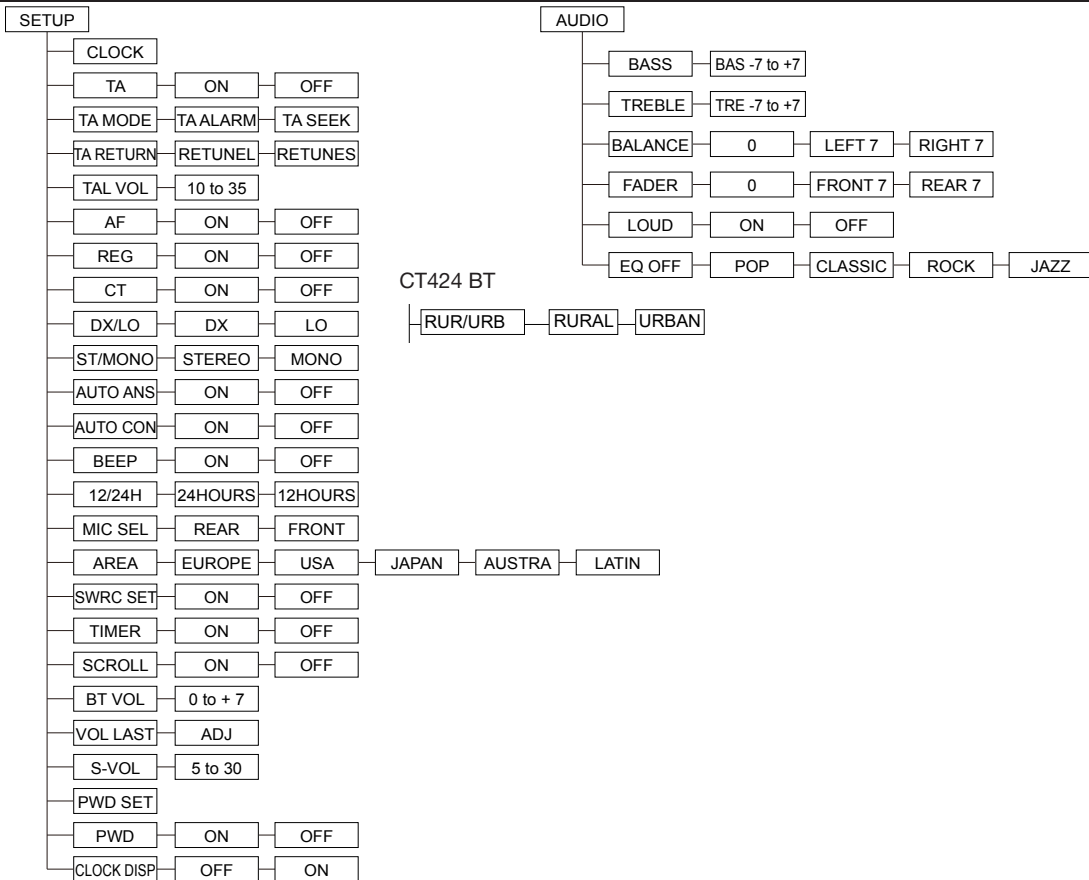 SETUP
CLOCK
TA ON OFF
TA MODE TA ALARM TA SEEK
TA RETURN RETUNEL RETUNES
TAL VOL 10 to 35
AF ON OFF
REG ON OFF
CT ON OFF
DX/LO DX LO
ST/MONO STEREO MONO
AUTO ANS ON OFF
AUTO CON ON OFF
BEEP ON OFF
12/24H 24HOURS 12HOURS
MIC SEL REAR FRONT
AREA EUROPE USA JAPAN AUSTRA LATIN
SWRC SET ON OFF
TIMER ON OFF
SCROLL ON OFF
BT VOL 0 to + 7
VOL LAST ADJ
S-VOL 5 to 30
PWD SET
PWD ON OFF
CLOCK DISP OFF ON
AUDIO
BASS BAS -7 to +7
TREBLE TRE -7 to +7
BALANCE 0 LEFT 7 RIGHT 7
FADER 0 FRONT 7 REAR 7
LOUD ON OFF
EQ OFF POP CLASSIC ROCK JAZZ
CT424 BT
RUR/URB RURAL URBAN